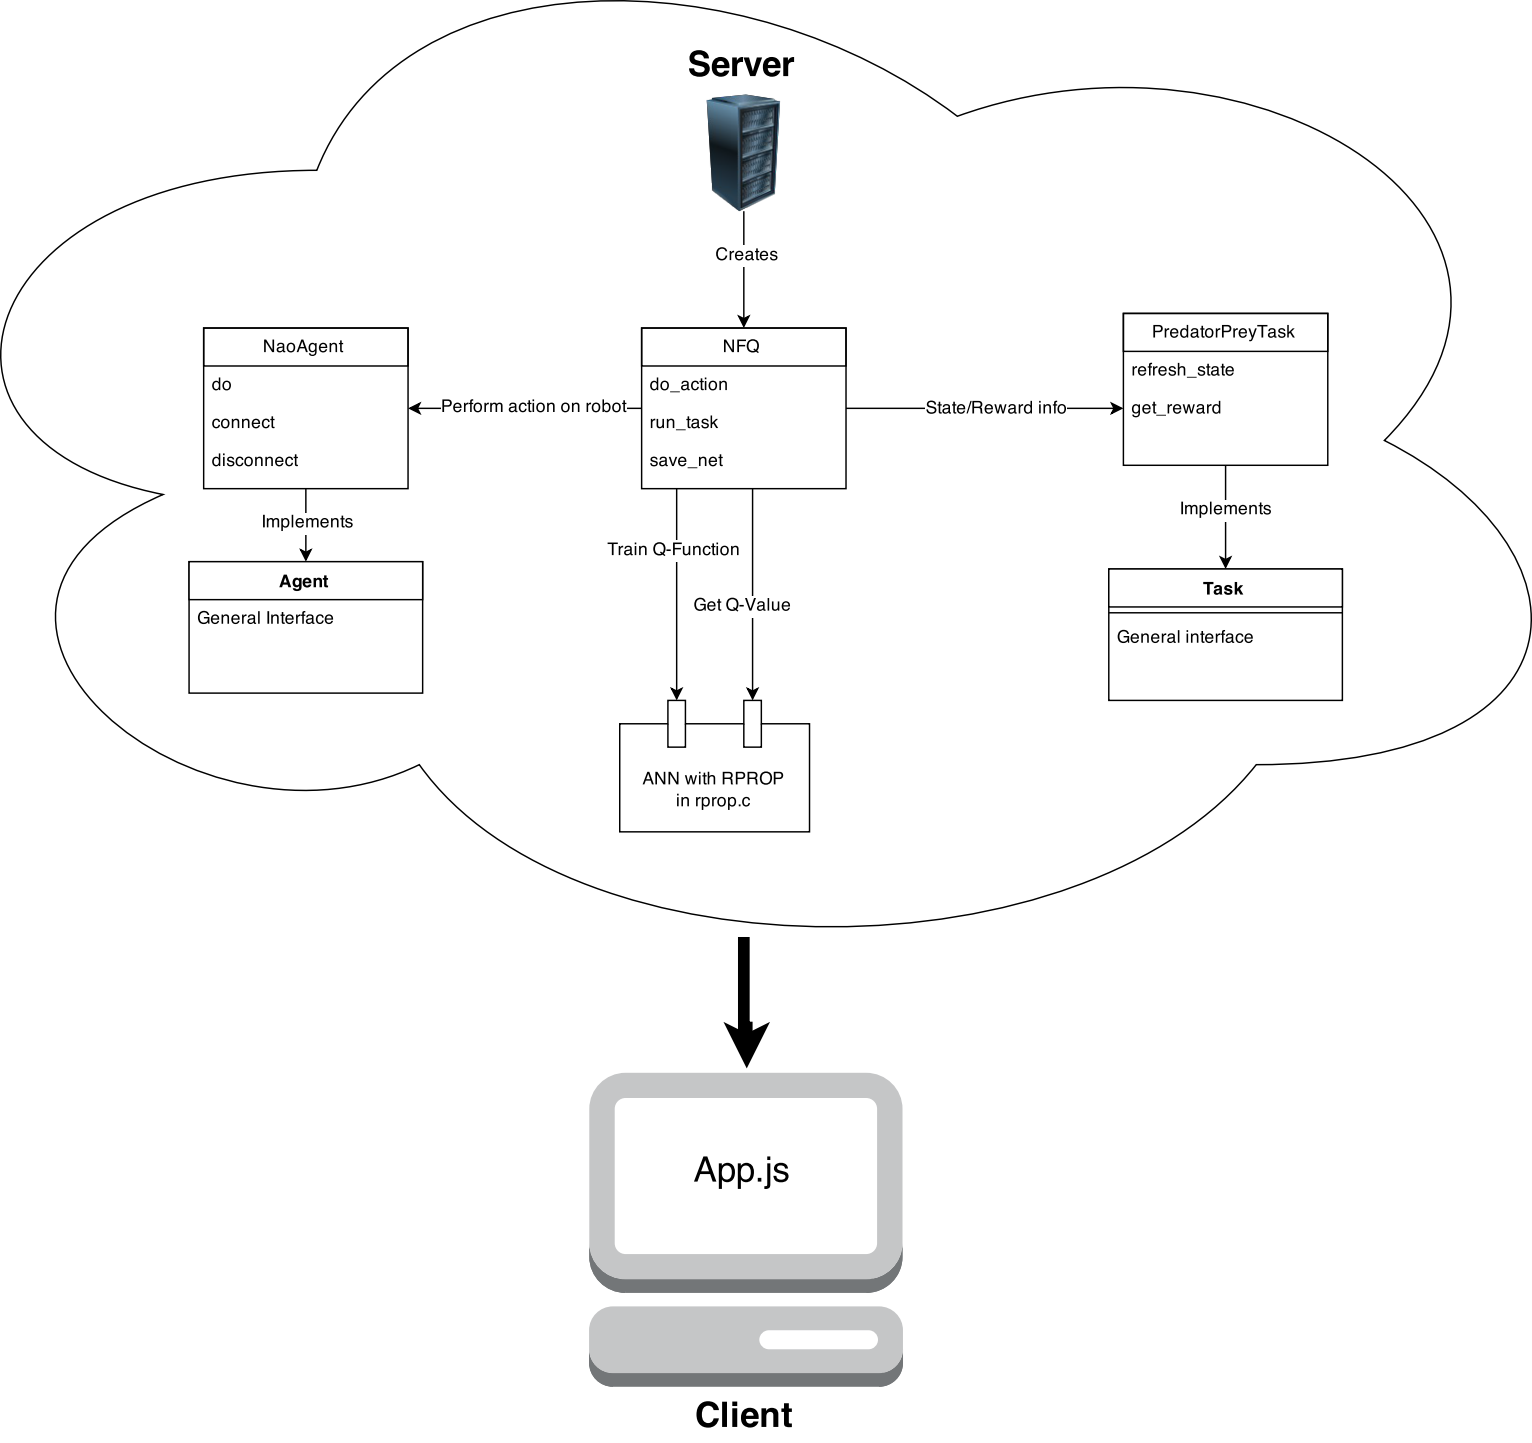 Server
Creates
NaoAgent
do
connect
disconnect
Perform action on robot
NFQ
do_action
run_task
save_net
State/Reward info
PredatorPreyTask
refresh_state
get_reward
Implements
Agent
General Interface
Train Q-Function
Get Q-Value
Implements
Task
General interface
ANN with RPROP
in rprop.c
App.js
Client